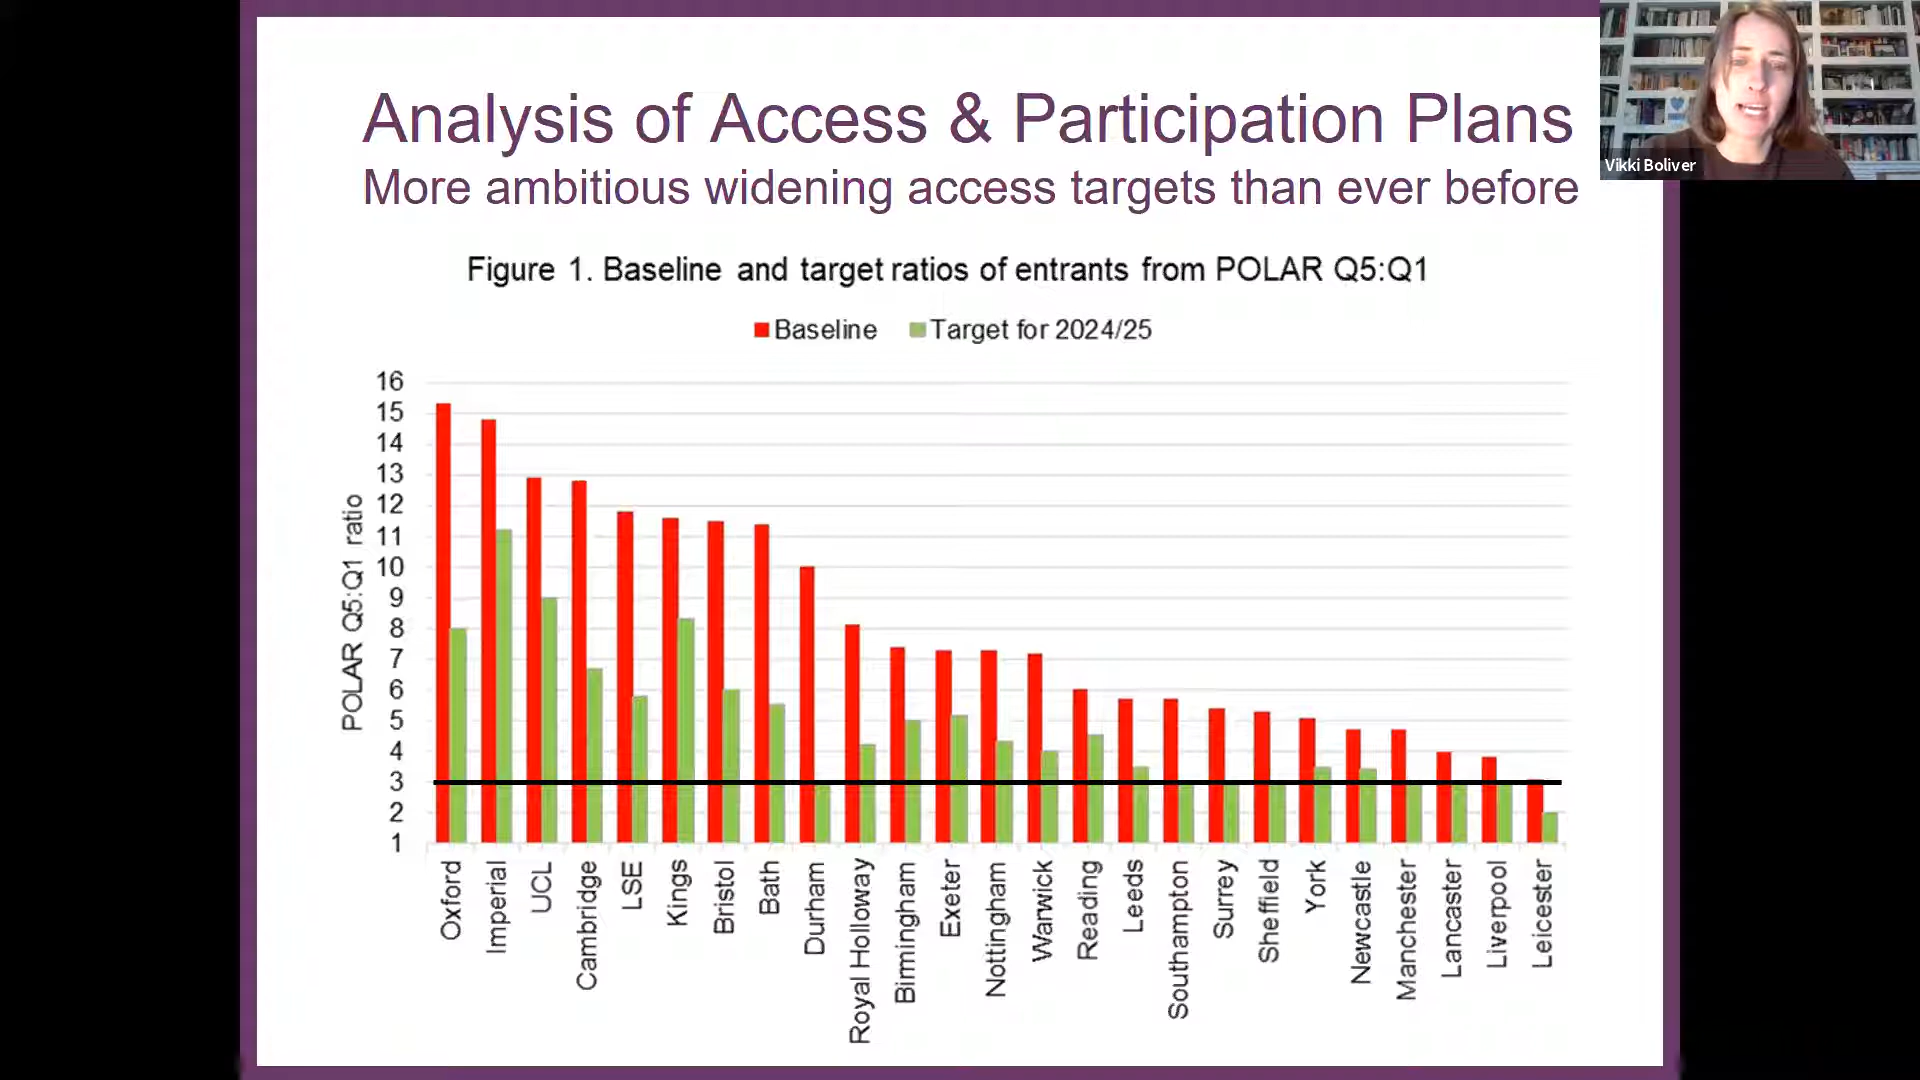 Analysis of Access & Participation Plans
More ambitious widening access targets than ever before
Vikki Boliver
Figure 1. Baseline and target ratios of entrants from POLAR Q5:Q1
Baseline
Target for 2024/25
POLAR Q5:Q1 ratio
16
15
14
13
12
11
10
9
8
7
6
5
4
3
2
1
Oxford
Imperial
UCL
Cambridge
LSE
Kings
Bristol
Bath
Durham
Royal Holloway
Birmingham
Exeter
Nottingham
Warwick
Reading
Leeds
Southampton
Surrey
Sheffield
York
Newcastle
Manchester
Lancaster
Liverpool
Leicester